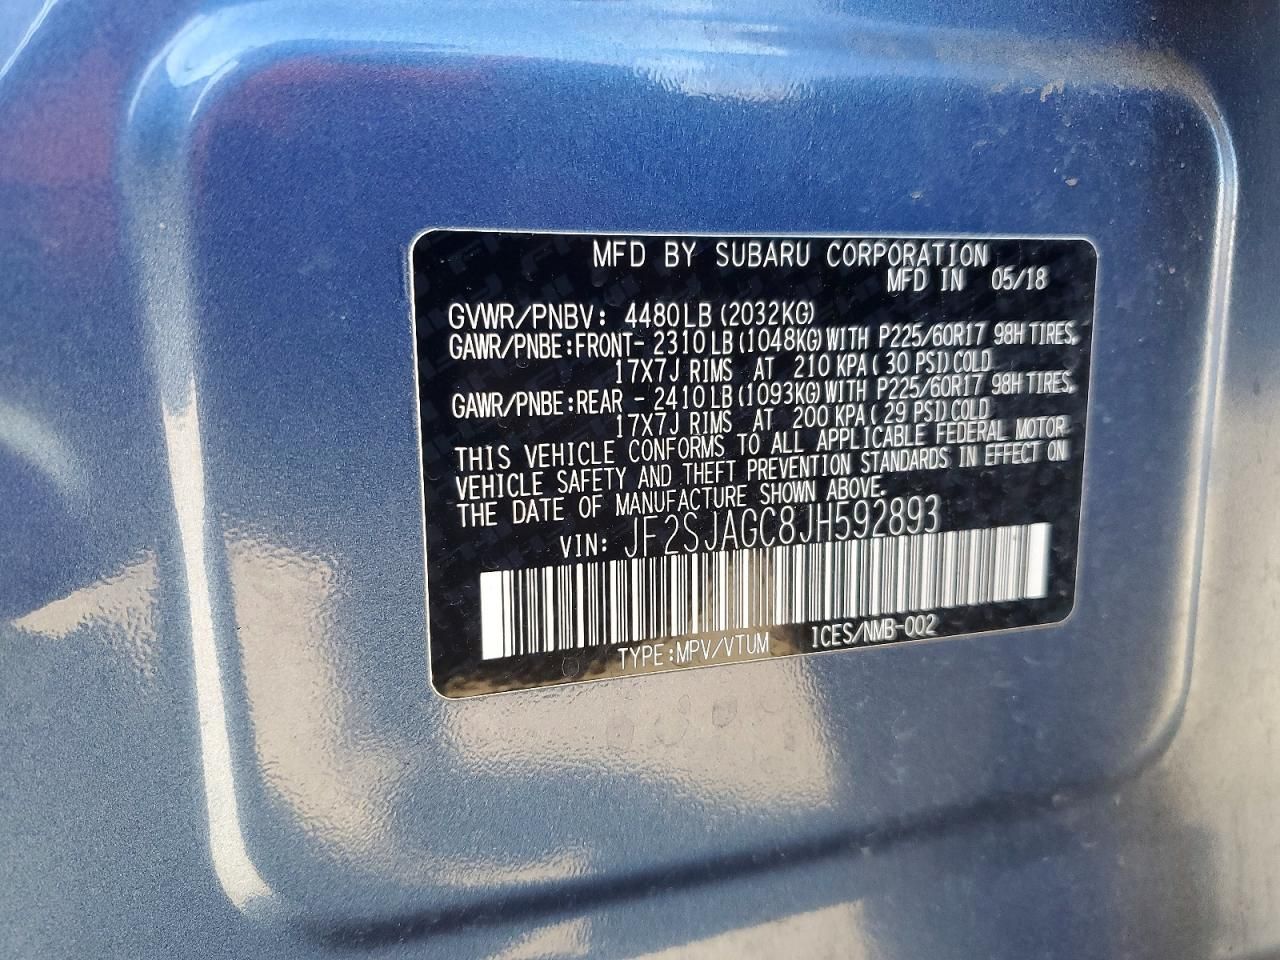 MFD BY SUBARU CORPORATION
MFD IN 05/18
GVWR/PNBV: 4480LB (2032KG)
GAWR/PNBE:FRONT- 2310 LB (1048KG) WITH P225/60R17 98H TIRES,
17X7J RIMS AT 210 KPA (30 PSI) COLD
GAWR/PNBE:REAR - 2410 LB (1093KG) WITH P225/60R17 98H TIRES,
17X7J RIMS AT 200 KPA (29 PSI) COLD
THIS VEHICLE CONFORMS TO ALL APPLICABLE FEDERAL MOTOR
VEHICLE SAFETY AND THEFT PREVENTION STANDARDS IN EFFECT ON
THE DATE OF MANUFACTURE SHOWN ABOVE.
VIN: JF2SJAGC8JH592893
TYPE:MPV/VTUM ICES/NMB-002